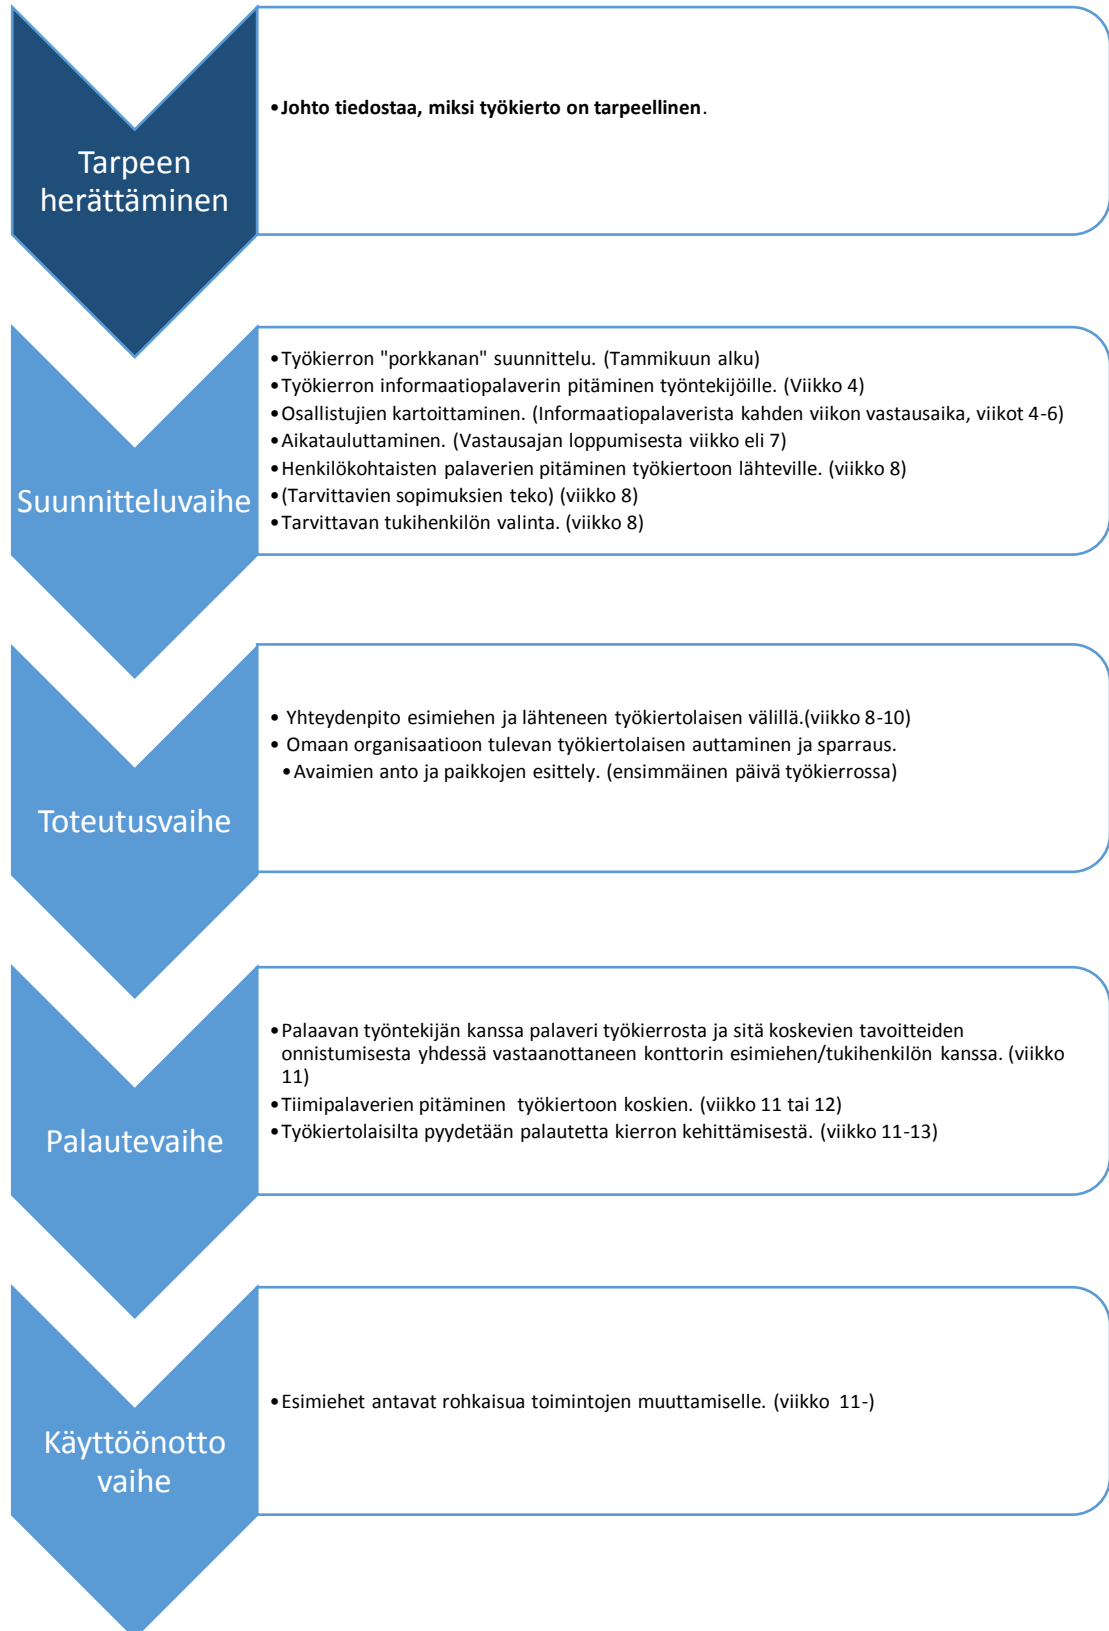 Tarpeen
herättäminen
•Johto tiedostaa, miksi työkierto on tarpeellinen.
Suunnitteluvaihe
•Työkierron "porkkanan" suunnittelu. (Tammikuun alku)
•Työkierron informaatiopalaverin pitäminen työntekijöille. (Viikko 4)
•Osallistujien kartoittaminen. (Informaatiopalaverista kahden viikon vastausaika, viikot 4-6)
•Aikatauluttaminen. (Vastausajan loppumisesta viikko eli 7)
•Henkilökohtaisten palaverien pitäminen työkiertoon lähteville. (viikko 8)
•(Tarvittavien sopimuksien teko) (viikko 8)
•Tarvittavan tukihenkilön valinta. (viikko 8)
Toteutusvaihe
• Yhteydenpito esimiehen ja lähteneen työkiertolaisen välillä.(viikko 8-10)
• Omaan organisaatioon tulevan työkiertolaisen auttaminen ja sparraus.
•Avaimien anto ja paikkojen esittely. (ensimmäinen päivä työkierrossa)
Palautevaihe
•Palaavan työntekijän kanssa palaveri työkierrosta ja sitä koskevien tavoitteiden
onnistumisesta yhdessä vastaanottaneen konttorin esimiehen/tukihenkilön kanssa. (viikko
11)
•Tiimipalaverien pitäminen työkiertoon koskien. (viikko 11 tai 12)
•Työkiertolaisilta pyydetään palautetta kierron kehittämisestä. (viikko 11-13)
Käyttöönotto
vaihe
•Esimiehet antavat rohkaisua toimintojen muuttamiselle. (viikko 11-)